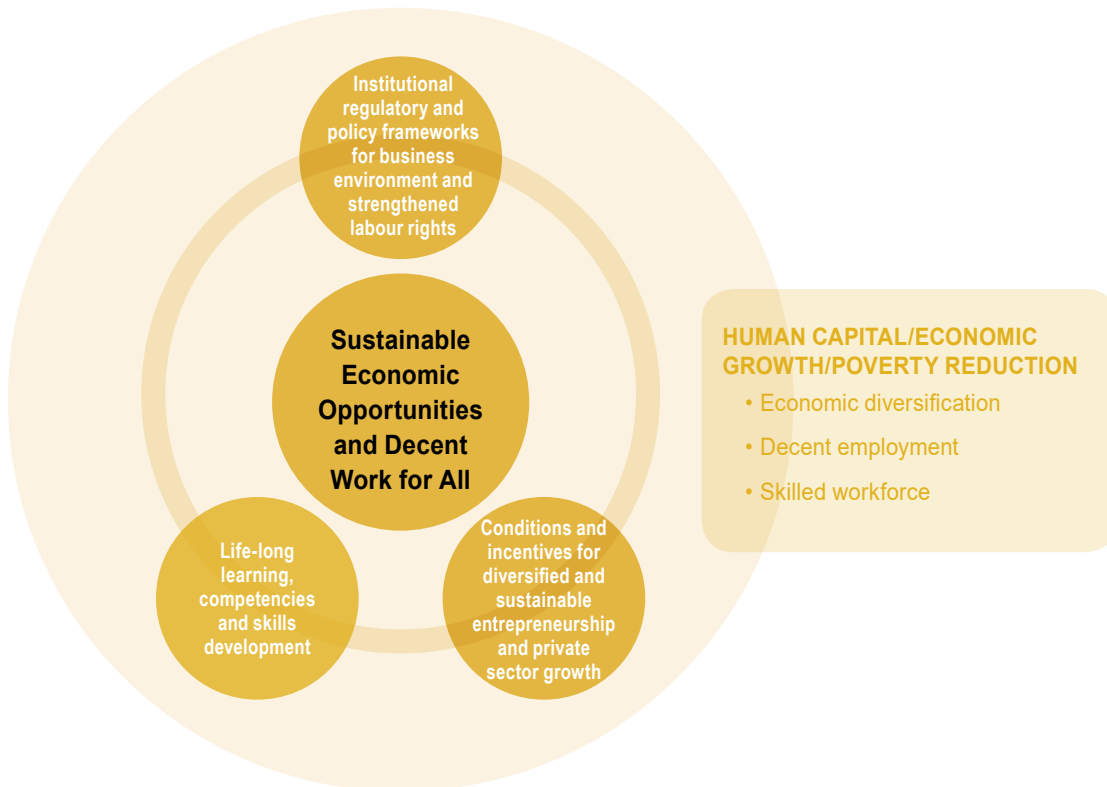 Institutional
regulatory and
policy frameworks
for business
environment and
strengthened
labour rights
Sustainable
Economic
Opportunities
and Decent
Work for All
Life-long
learning,
competencies
and skills
development
Conditions and
incentives for
diversified and
sustainable
entrepreneurship
and private
sector growth
HUMAN CAPITAL/ECONOMIC
GROWTH/POVERTY REDUCTION
• Economic diversification
• Decent employment
• Skilled workforce